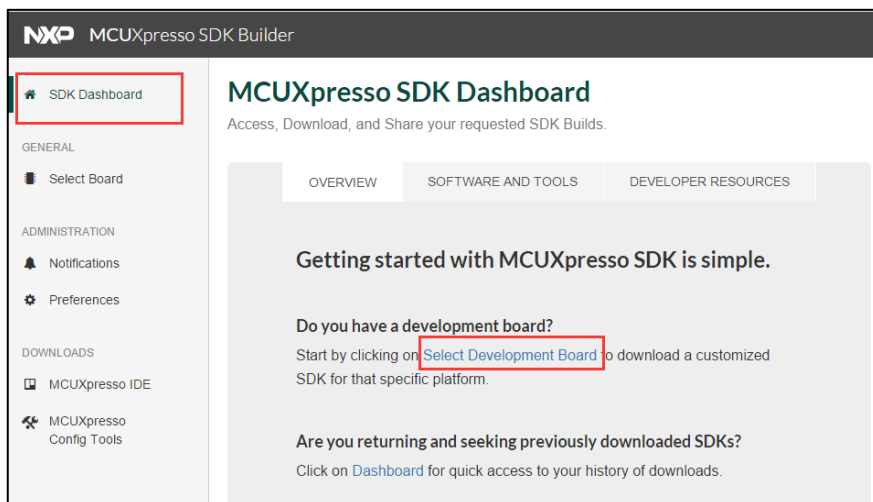 NXP MCUXpresso SDK Builder
SDK Dashboard
GENERAL
Select Board
ADMINISTRATION
Notifications
Preferences
DOWNLOADS
MCUXpresso IDE
MCUXpresso
Config Tools
MCUXpresso SDK Dashboard
Access, Download, and Share your requested SDK Builds.
OVERVIEW SOFTWARE AND TOOLS DEVELOPER RESOURCES
Getting started with MCUXpresso SDK is simple.
Do you have a development board?
Start by clicking on Select Development Board to download a customized
SDK for that specific platform.
Are you returning and seeking previously downloaded SDKs?
Click on Dashboard for quick access to your history of downloads.